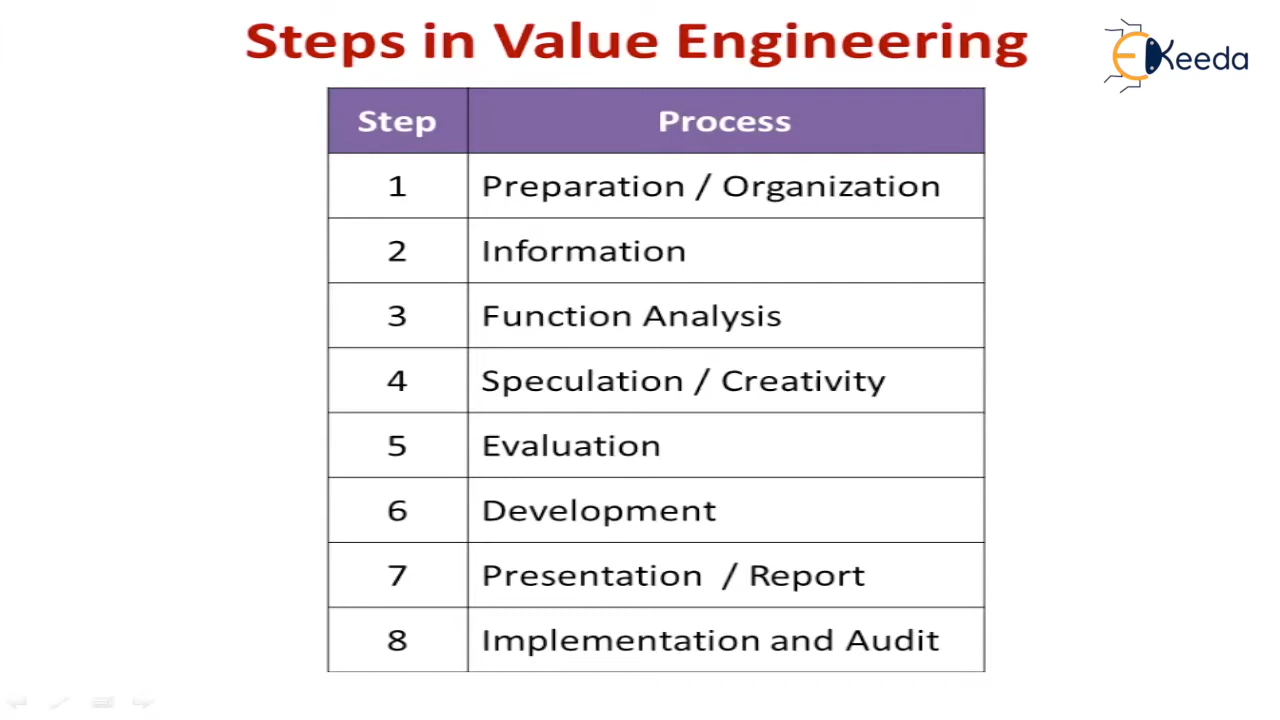 Steps in Value Engineering
EKeeda
Step Process
1 Preparation / Organization
2 Information
3 Function Analysis
4 Speculation / Creativity
5 Evaluation
6 Development
7 Presentation / Report
8 Implementation and Audit